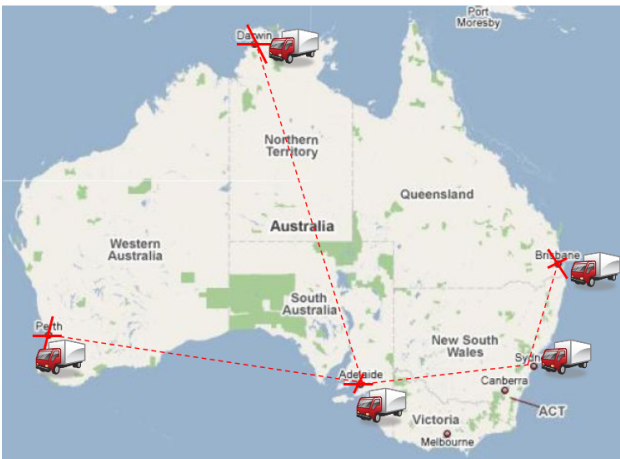 Port
Moresby
Darwin
Northern
Territory
Queensland
Australia
Western
Australia
Brisbane
South
Australia
Perth
New South
Wales
Sydne
Adelaide
Canberra
ACT
Victoria
Melbourne